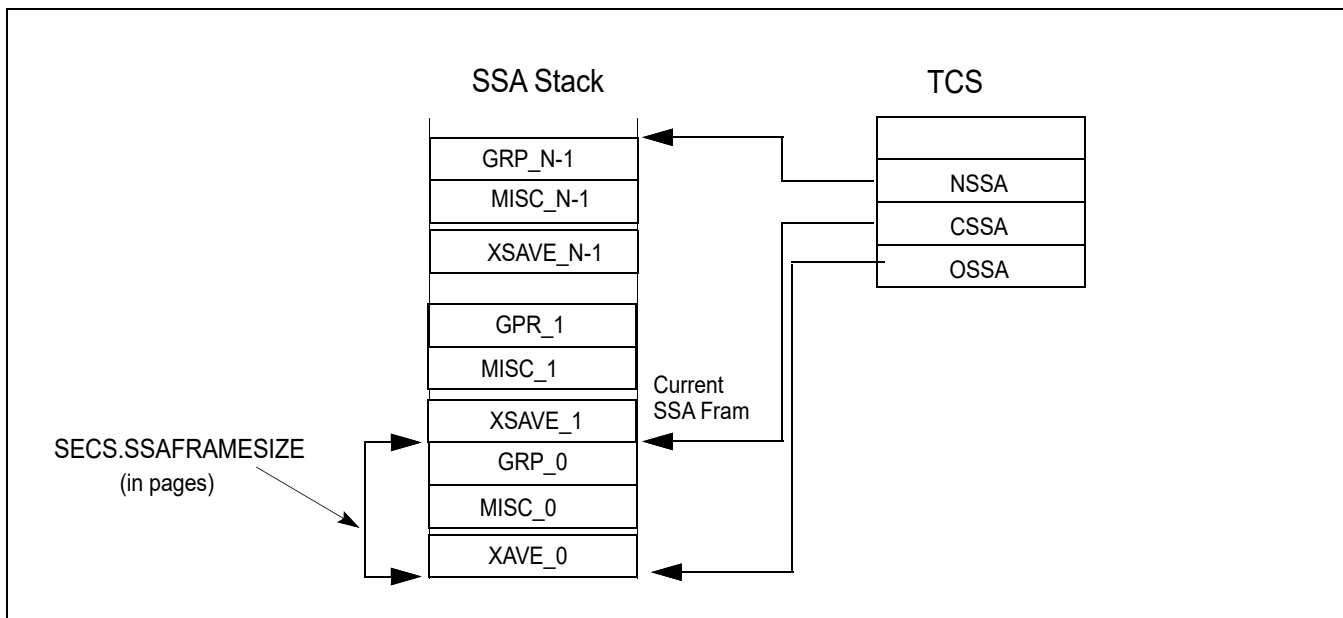 SSA Stack
TCS
GRP_N-1
MISC_N-1
XSAVE_N-1
GPR_1
MISC_1
XSAVE_1
GRP_0
MISC_0
XAVE_0
NSSA
CSSA
OSSA
Current
SSA Fram
SECS.SSAFRAMESIZE
(in pages)